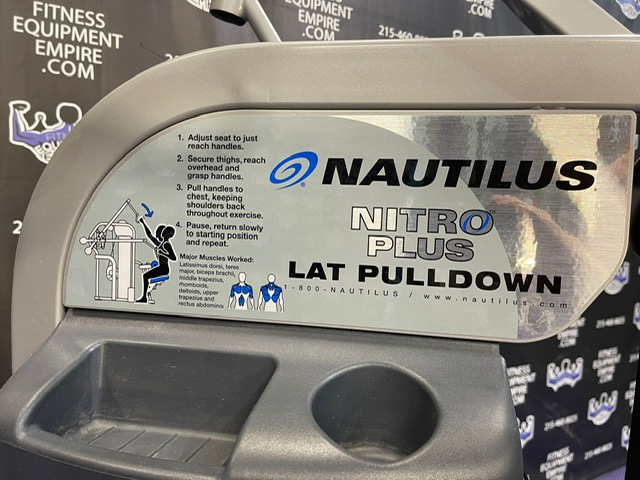 FITNESS
EQUIPMENT
EMPIRE
.COM
FITNESS
EQUIPMENT
EMPIRE
.COM
1. Adjust seat to just
reach handles.
2. Secure thighs, reach
overhead and
grasp handles.
3. Pull handles to
chest, keeping
shoulders back
throughout exercise.
4. Pause, return slowly
to starting position
and repeat.
Major Muscles Worked:
Latissimus dorsi, teres
major, biceps brachii,
middle trapezius,
rhomboids,
deltoids, upper
trapezius and
rectus abdominis
NAUTILUS
NITRO™
PLUS
LAT PULLDOWN
1-800-NAUTILUS / www.nautilus.com